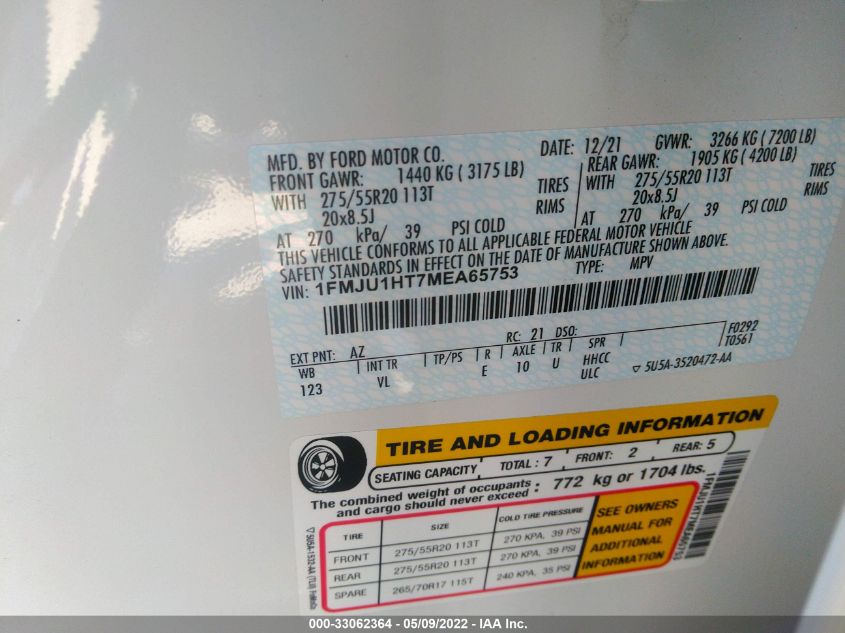 MFD. BY FORD MOTOR CO.
DATE: 12/21 GVWR: 3266 KG ( 7200 LB)
FRONT GAWR: 1440 KG ( 3175 LB)
REAR GAWR: 1905 KG ( 4200 LB)
WITH 275/55R20 113T TIRES
WITH 275/55R20 113T TIRES
20x8.5J RIMS
20x8.5J RIMS
AT 270 kPa/ 39 PSI COLD
AT 270 kPa/ 39 PSI COLD
THIS VEHICLE CONFORMS TO ALL APPLICABLE FEDERAL MOTOR VEHICLE
SAFETY STANDARDS IN EFFECT ON THE DATE OF MANUFACTURE SHOWN ABOVE.
VIN: 1FMJU1HT7MEA65753 TYPE: MPV
EXT PNT: AZ RC: 21 DSO:
WB INT TR TP/PS R AXLE TR SPR
123 VL E 10 U HHCC
ULC
F0292
T0561
▽ 5U5A-3520472-AA
TIRE AND LOADING INFORMATION
SEATING CAPACITY TOTAL : 7 FRONT: 2 REAR: 5
The combined weight of occupants
and cargo should never exceed : 772 kg or 1704 lbs.
TIRE SIZE COLD TIRE PRESSURE
FRONT 275/55R20 113T 270 KPA, 39 PSI
REAR 275/55R20 113T 270 KPA, 39 PSI
SPARE 265/70R17 115T 240 KPA, 35 PSI
SEE OWNERS
MANUAL FOR
ADDITIONAL
INFORMATION
1FMJU1HT7MEA65753
▽ 5U5A-1532-AA (TLU)
000-33062364 - 05/09/2022 - IAA Inc.